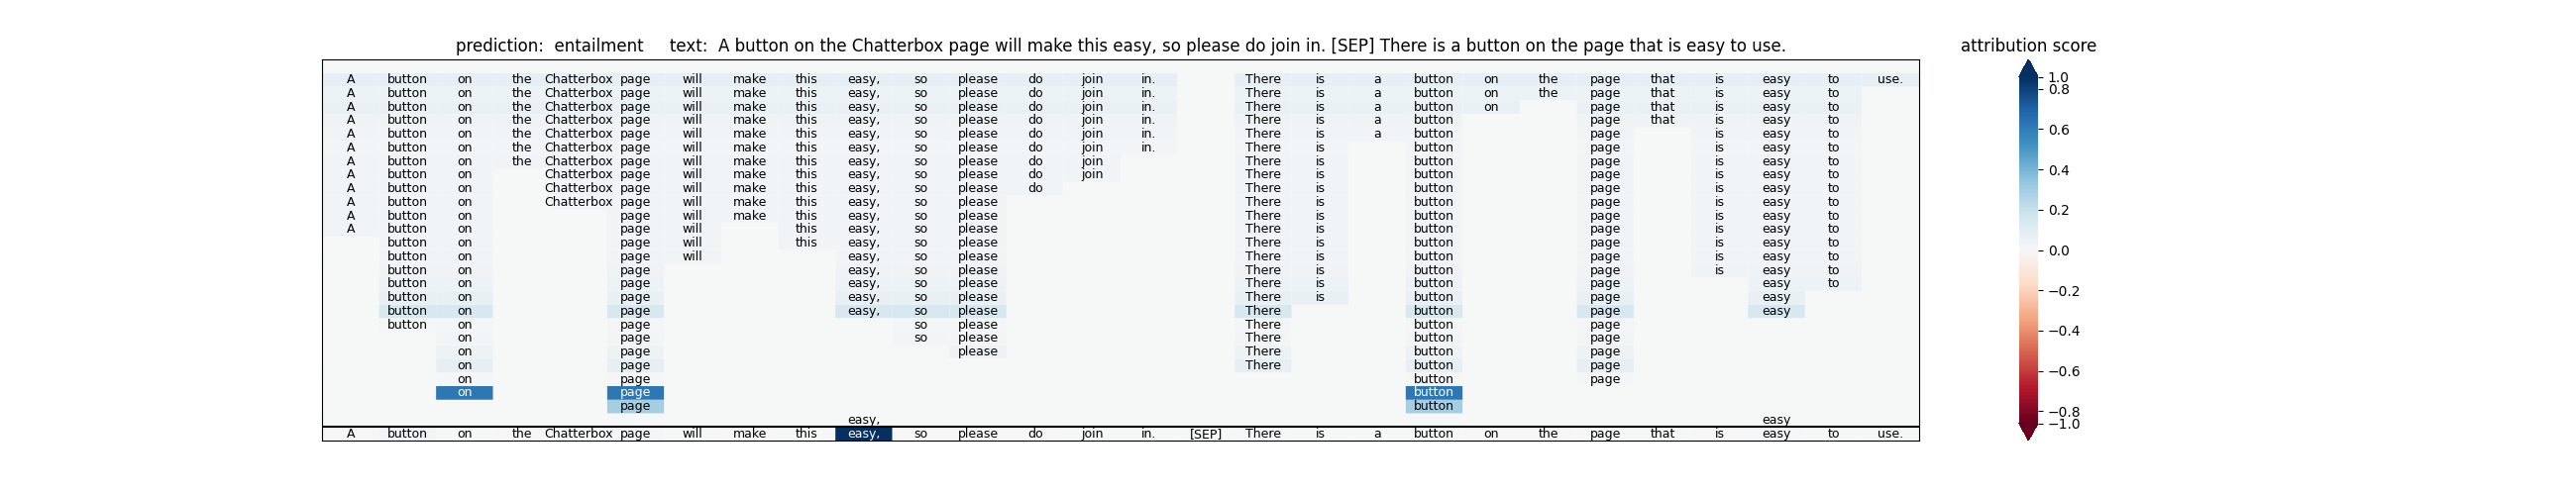 prediction: entailment text: A button on the Chatterbox page will make this easy, so please do join in. [SEP] There is a button on the page that is easy to use.
A button on the Chatterbox page will make this easy, so please do join in. There is a button on the page that is easy to use.
A button on the Chatterbox page will make this easy, so please do join in. There is a button on the page that is easy to
A button on the Chatterbox page will make this easy, so please do join in. There is a button on page that is easy to
A button on the Chatterbox page will make this easy, so please do join in. There is a button page that is easy to
A button on the Chatterbox page will make this easy, so please do join in. There is a button page is easy to
A button on the Chatterbox page will make this easy, so please do join in. There is button page is easy to
A button on the Chatterbox page will make this easy, so please do join There is button page is easy to
A button on Chatterbox page will make this easy, so please do join There is button page is easy to
A button on Chatterbox page will make this easy, so please do There is button page is easy to
A button on Chatterbox page will make this easy, so please There is button page is easy to
A button on page will make this easy, so please There is button page is easy to
A button on page will this easy, so please There is button page is easy to
button on page will this easy, so please There is button page is easy to
button on page will easy, so please There is button page is easy to
button on page easy, so please There is button page is easy to
button on page easy, so please There is button page easy to
button on page easy, so please There is button page easy
button on page easy, so please There button page easy
button on page so please There button page
on page so please There button page
on page please There button page
on page There button page
on page button page
on page button
page button
easy, easy
A button on the Chatterbox page will make this easy, so please do join in. [SEP] There is a button on the page that is easy to use.
attribution score
1.0
0.8
0.6
0.4
0.2
0.0
−0.2
−0.4
−0.6
−0.8
−1.0